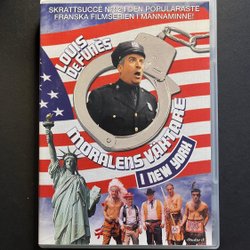 SKRATTSUCCÉ NR 2 I DEN POPULÄRASTE
FRANSKA FILMSERIEN I MANNAMINNE!
LOUIS
DE FUNÈS
MORALENS VÄKTARE
I NEW YORK